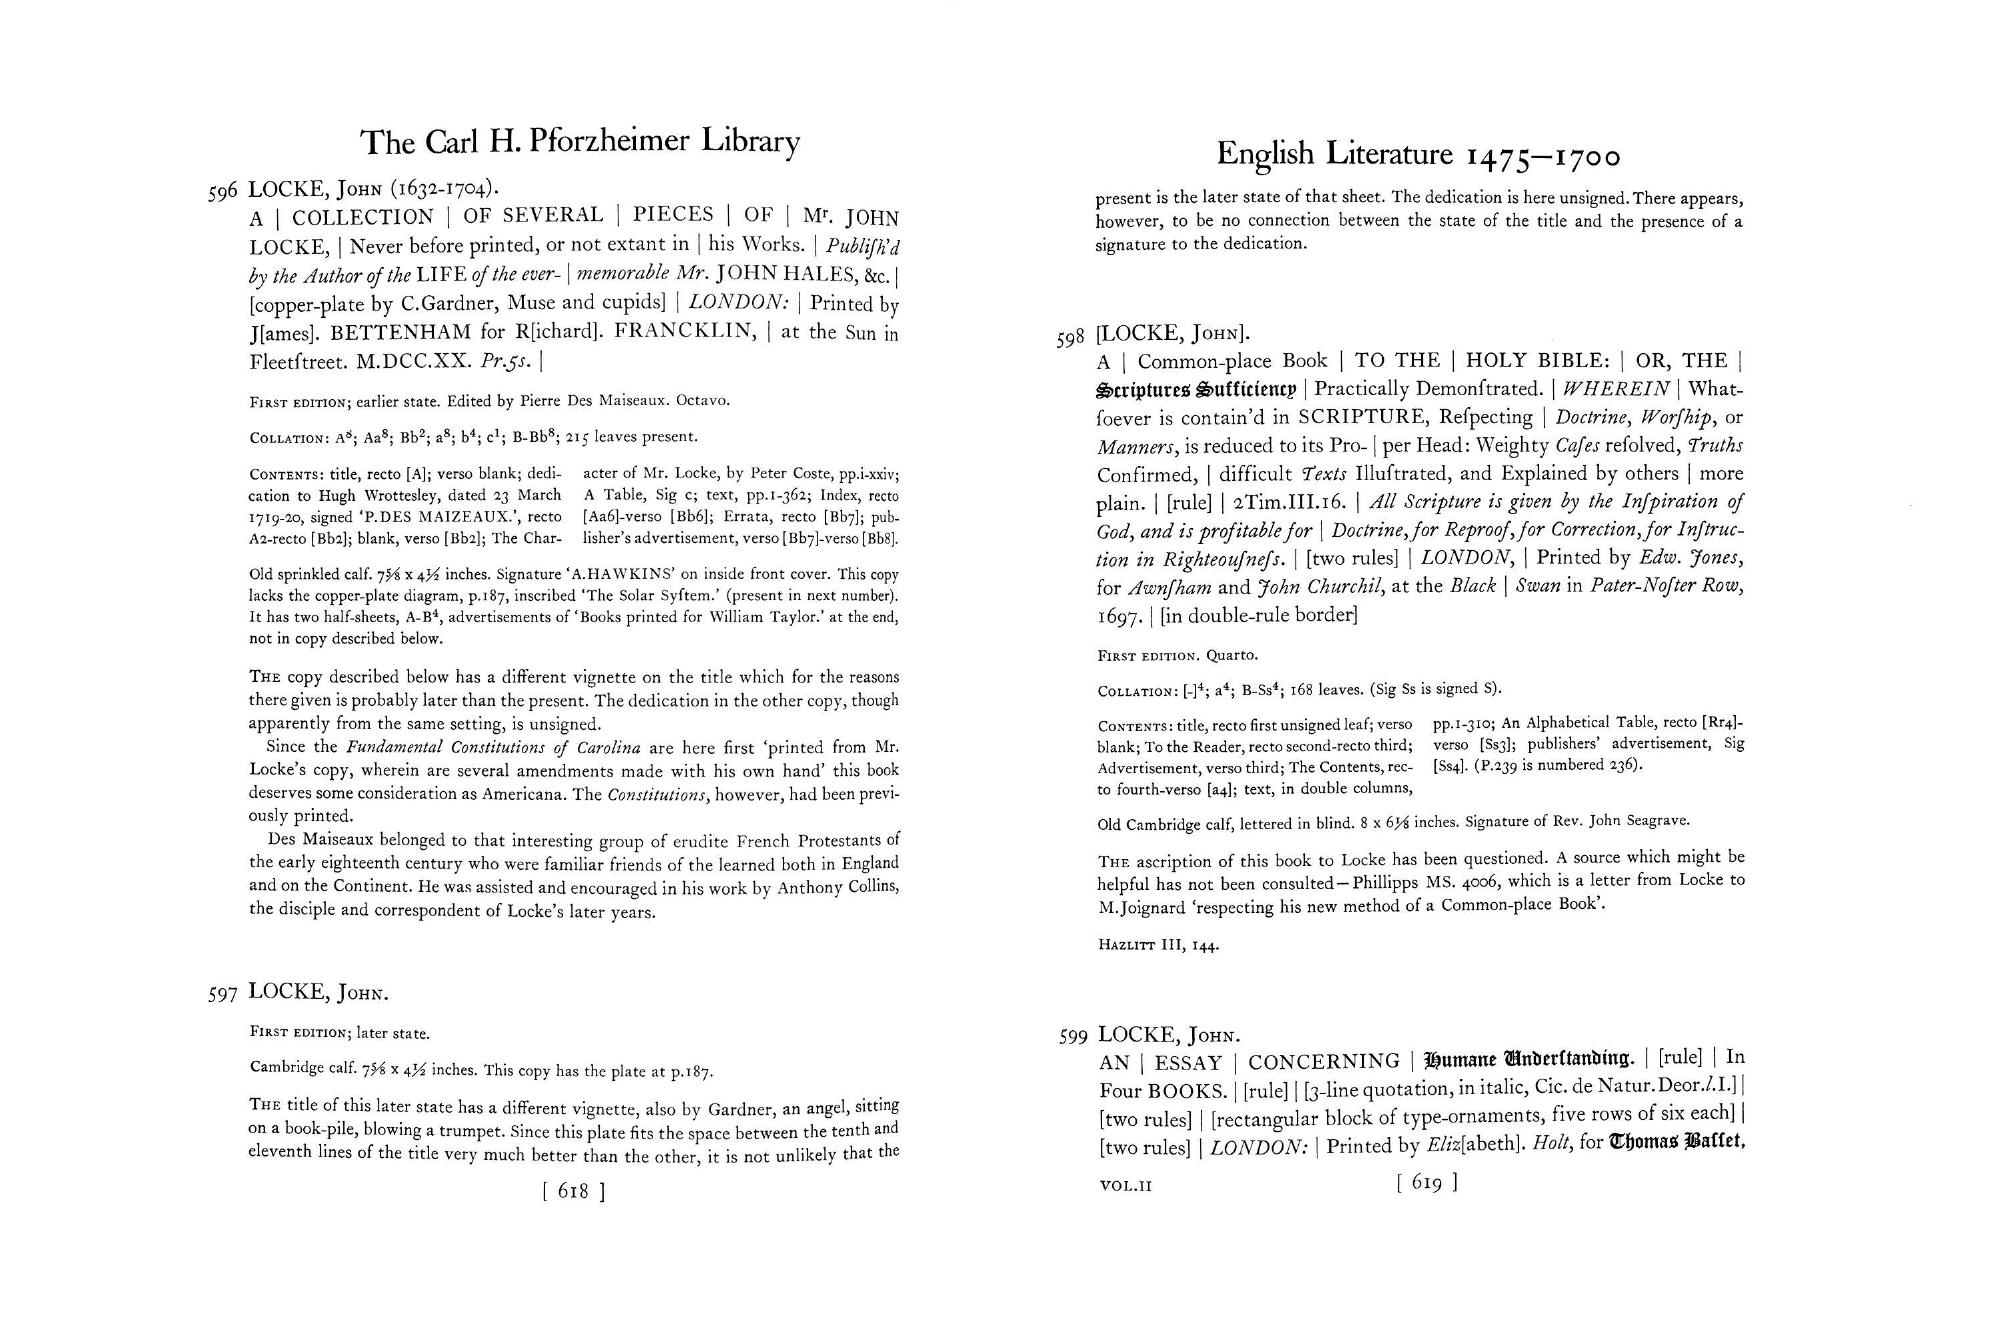 The Carl H. Pforzheimer Library
596 LOCKE, John (1632-1704).
A | COLLECTION | OF SEVERAL | PIECES | OF | Mr. JOHN
LOCKE, | Never before printed, or not extant in | his Works. | Publiſh'd
by the Author of the LIFE of the ever- | memorable Mr. JOHN HALES, &c. |
[copper-plate by C.Gardner, Muse and cupids] | LONDON: | Printed by
J[ames]. BETTENHAM for R[ichard]. FRANCKLIN, | at the Sun in
Fleetſtreet. M.DCC.XX. Pr.5s. |
First edition; earlier state. Edited by Pierre Des Maiseaux. Octavo.
Collation: A⁸; Aa⁸; Bb²; a⁸; b⁴; c¹; B-Bb⁸; 215 leaves present.
Contents: title, recto [A]; verso blank; dedi-
cation to Hugh Wrottesley, dated 23 March
1719-20, signed 'P.DES MAIZEAUX.', recto
A2-recto [Bb2]; blank, verso [Bb2]; The Char-
acter of Mr. Locke, by Peter Coste, pp.i-xxiv;
A Table, Sig c; text, pp.1-362; Index, recto
[Aa6]-verso [Bb6]; Errata, recto [Bb7]; pub-
lisher's advertisement, verso [Bb7]-verso [Bb8].
Old sprinkled calf. 7⅝ x 4½ inches. Signature 'A.HAWKINS' on inside front cover. This copy
lacks the copper-plate diagram, p.187, inscribed 'The Solar Syſtem.' (present in next number).
It has two half-sheets, A-B⁴, advertisements of 'Books printed for William Taylor.' at the end,
not in copy described below.
The copy described below has a different vignette on the title which for the reasons
there given is probably later than the present. The dedication in the other copy, though
apparently from the same setting, is unsigned.
Since the Fundamental Constitutions of Carolina are here first 'printed from Mr.
Locke's copy, wherein are several amendments made with his own hand' this book
deserves some consideration as Americana. The Constitutions, however, had been previ-
ously printed.
Des Maiseaux belonged to that interesting group of erudite French Protestants of
the early eighteenth century who were familiar friends of the learned both in England
and on the Continent. He was assisted and encouraged in his work by Anthony Collins,
the disciple and correspondent of Locke's later years.
597 LOCKE, John.
First edition; later state.
Cambridge calf. 7⅝ x 4½ inches. This copy has the plate at p.187.
The title of this later state has a different vignette, also by Gardner, an angel, sitting
on a book-pile, blowing a trumpet. Since this plate fits the space between the tenth and
eleventh lines of the title very much better than the other, it is not unlikely that the
[ 618 ]
English Literature 1475–1700
present is the later state of that sheet. The dedication is here unsigned. There appears,
however, to be no connection between the state of the title and the presence of a
signature to the dedication.
598 [LOCKE, John].
A | Common-place Book | TO THE | HOLY BIBLE: | OR, THE |
Scriptures Sufficiency | Practically Demonſtrated. | WHEREIN | What-
ſoever is contain'd in SCRIPTURE, Reſpecting | Doctrine, Worſhip, or
Manners, is reduced to its Pro- | per Head: Weighty Caſes reſolved, Truths
Confirmed, | difficult Texts Illuſtrated, and Explained by others | more
plain. | [rule] | 2Tim.III.16. | All Scripture is given by the Inſpiration of
God, and is profitable for | Doctrine, for Reproof, for Correction, for Inſtruc-
tion in Righteouſneſs. | [two rules] | LONDON, | Printed by Edw. Jones,
for Awnſham and John Churchil, at the Black | Swan in Pater-Noſter Row,
1697. | [in double-rule border]
First edition. Quarto.
Collation: [-]⁴; a⁴; B-Ss⁴; 168 leaves. (Sig Ss is signed S).
Contents: title, recto first unsigned leaf; verso
blank; To the Reader, recto second-recto third;
Advertisement, verso third; The Contents, rec-
to fourth-verso [a4]; text, in double columns,
pp.1-310; An Alphabetical Table, recto [Rr4]-
verso [Ss3]; publishers' advertisement, Sig
[Ss4]. (P.239 is numbered 236).
Old Cambridge calf, lettered in blind. 8 x 6⅛ inches. Signature of Rev. John Seagrave.
The ascription of this book to Locke has been questioned. A source which might be
helpful has not been consulted—Phillipps MS. 4006, which is a letter from Locke to
M.Joignard 'respecting his new method of a Common-place Book'.
Hazlitt III, 144.
599 LOCKE, John.
AN | ESSAY | CONCERNING | Humane Underſtanding. | [rule] | In
Four BOOKS. | [rule] | [3-line quotation, in italic, Cic. de Natur.Deor.l.I.] |
[two rules] | [rectangular block of type-ornaments, five rows of six each] |
[two rules] | LONDON: | Printed by Eliz[abeth]. Holt, for Thomas Baſſet,
VOL.II
[ 619 ]